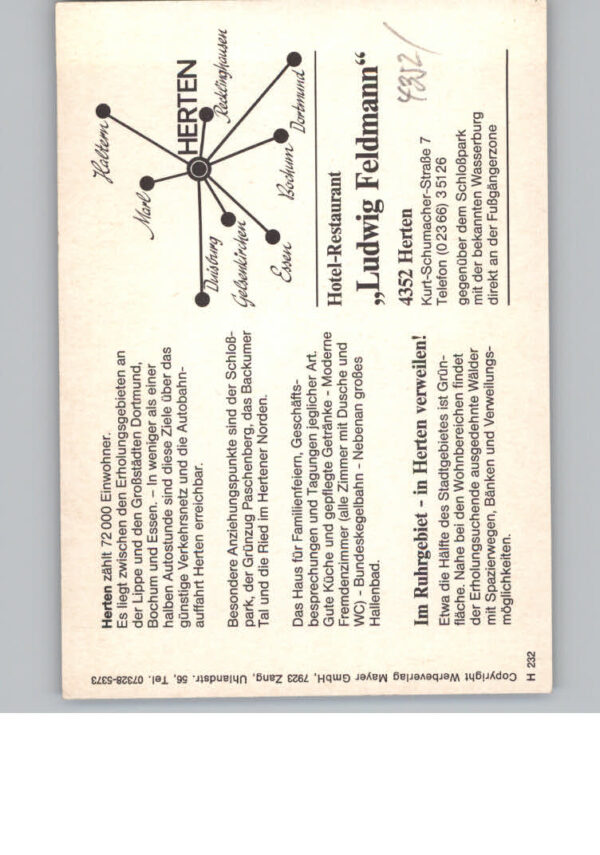 Herten zählt 72 000 Einwohner.
Es liegt zwischen den Erholungsgebieten an
der Lippe und den Großstädten Dortmund,
Bochum und Essen. – In weniger als einer
halben Autostunde sind diese Ziele über das
günstige Verkehrsnetz und die Autobahn-
auffahrt Herten erreichbar.
Besondere Anziehungspunkte sind der Schloß-
park, der Grünzug Paschenberg, das Backumer
Tal und die Ried im Hertener Norden.
Das Haus für Familienfeiern, Geschäfts-
besprechungen und Tagungen jeglicher Art.
Gute Küche und gepflegte Getränke - Moderne
Fremdenzimmer (alle Zimmer mit Dusche und
WC) - Bundeskegelbahn - Nebenan großes
Hallenbad.
Im Ruhrgebiet - in Herten verweilen!
Etwa die Hälfte des Stadtgebietes ist Grün-
fläche. Nahe bei den Wohnbereichen findet
der Erholungsuchende ausgedehnte Wälder
mit Spazierwegen, Bänken und Verweilungs-
möglichkeiten.
Haltern
Marl
HERTEN
Recklinghausen
Dortmund
Bochum
Duisburg
Gelsenkirchen
Essen
Hotel-Restaurant
„Ludwig Feldmann“
4352/
4352 Herten
Kurt-Schumacher-Straße 7
Telefon (0 23 66) 3 51 26
gegenüber dem Schloßpark
mit der bekannten Wasserburg
direkt an der Fußgängerzone
Copyright Werbeverlag Mayer GmbH, 7923 Zang, Uhlandstr. 56, Tel. 07328-5373
H 232